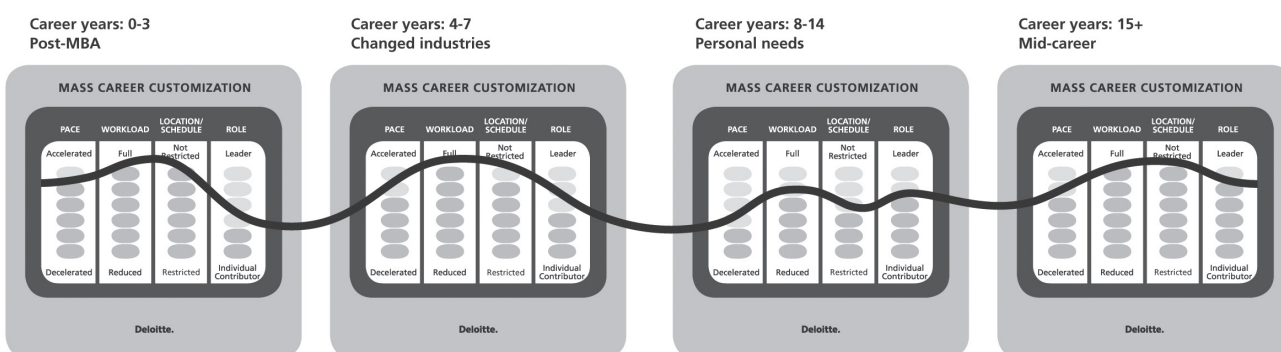 Career years: 0-3
Post-MBA
MASS CAREER CUSTOMIZATION
PACE WORKLOAD LOCATION/ SCHEDULE ROLE
Accelerated Full Not Restricted Leader
Decelerated Reduced Restricted Individual Contributor
Deloitte.
Career years: 4-7
Changed industries
MASS CAREER CUSTOMIZATION
PACE WORKLOAD LOCATION/ SCHEDULE ROLE
Accelerated Full Not Restricted Leader
Decelerated Reduced Restricted Individual Contributor
Deloitte.
Career years: 8-14
Personal needs
MASS CAREER CUSTOMIZATION
PACE WORKLOAD LOCATION/ SCHEDULE ROLE
Accelerated Full Not Restricted Leader
Decelerated Reduced Restricted Individual Contributor
Deloitte.
Career years: 15+
Mid-career
MASS CAREER CUSTOMIZATION
PACE WORKLOAD LOCATION/ SCHEDULE ROLE
Accelerated Full Not Restricted Leader
Decelerated Reduced Restricted Individual Contributor
Deloitte.